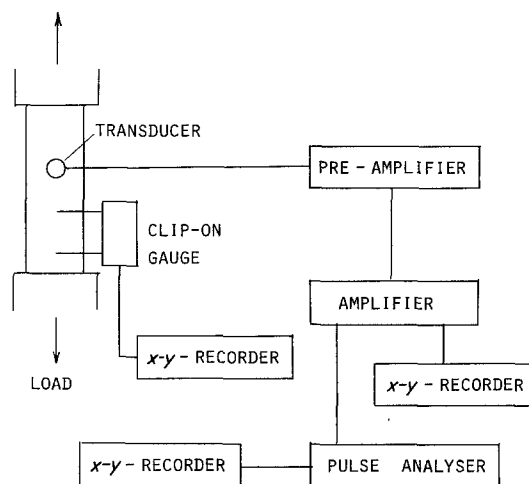 TRANSDUCER
PRE-AMPLIFIER
CLIP-ON
GAUGE
AMPLIFIER
x-y-RECORDER
x-y-RECORDER
LOAD
x-y-RECORDER
PULSE ANALYSER